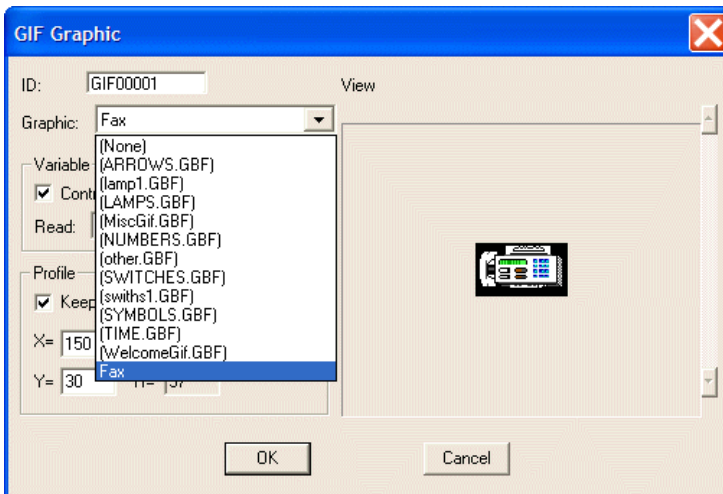 GIF Graphic
ID: GIF00001
View
Graphic: Fax
(None)
(ARROWS.GBF)
(lamp1.GBF)
(LAMPS.GBF)
(MiscGif.GBF)
(NUMBERS.GBF)
(other.GBF)
(SWITCHES.GBF)
(swiths1.GBF)
(SYMBOLS.GBF)
(TIME.GBF)
(WelcomeGif.GBF)
Fax
Variable
Read:
Profile
Keep
X= 150
Y= 30
OK Cancel